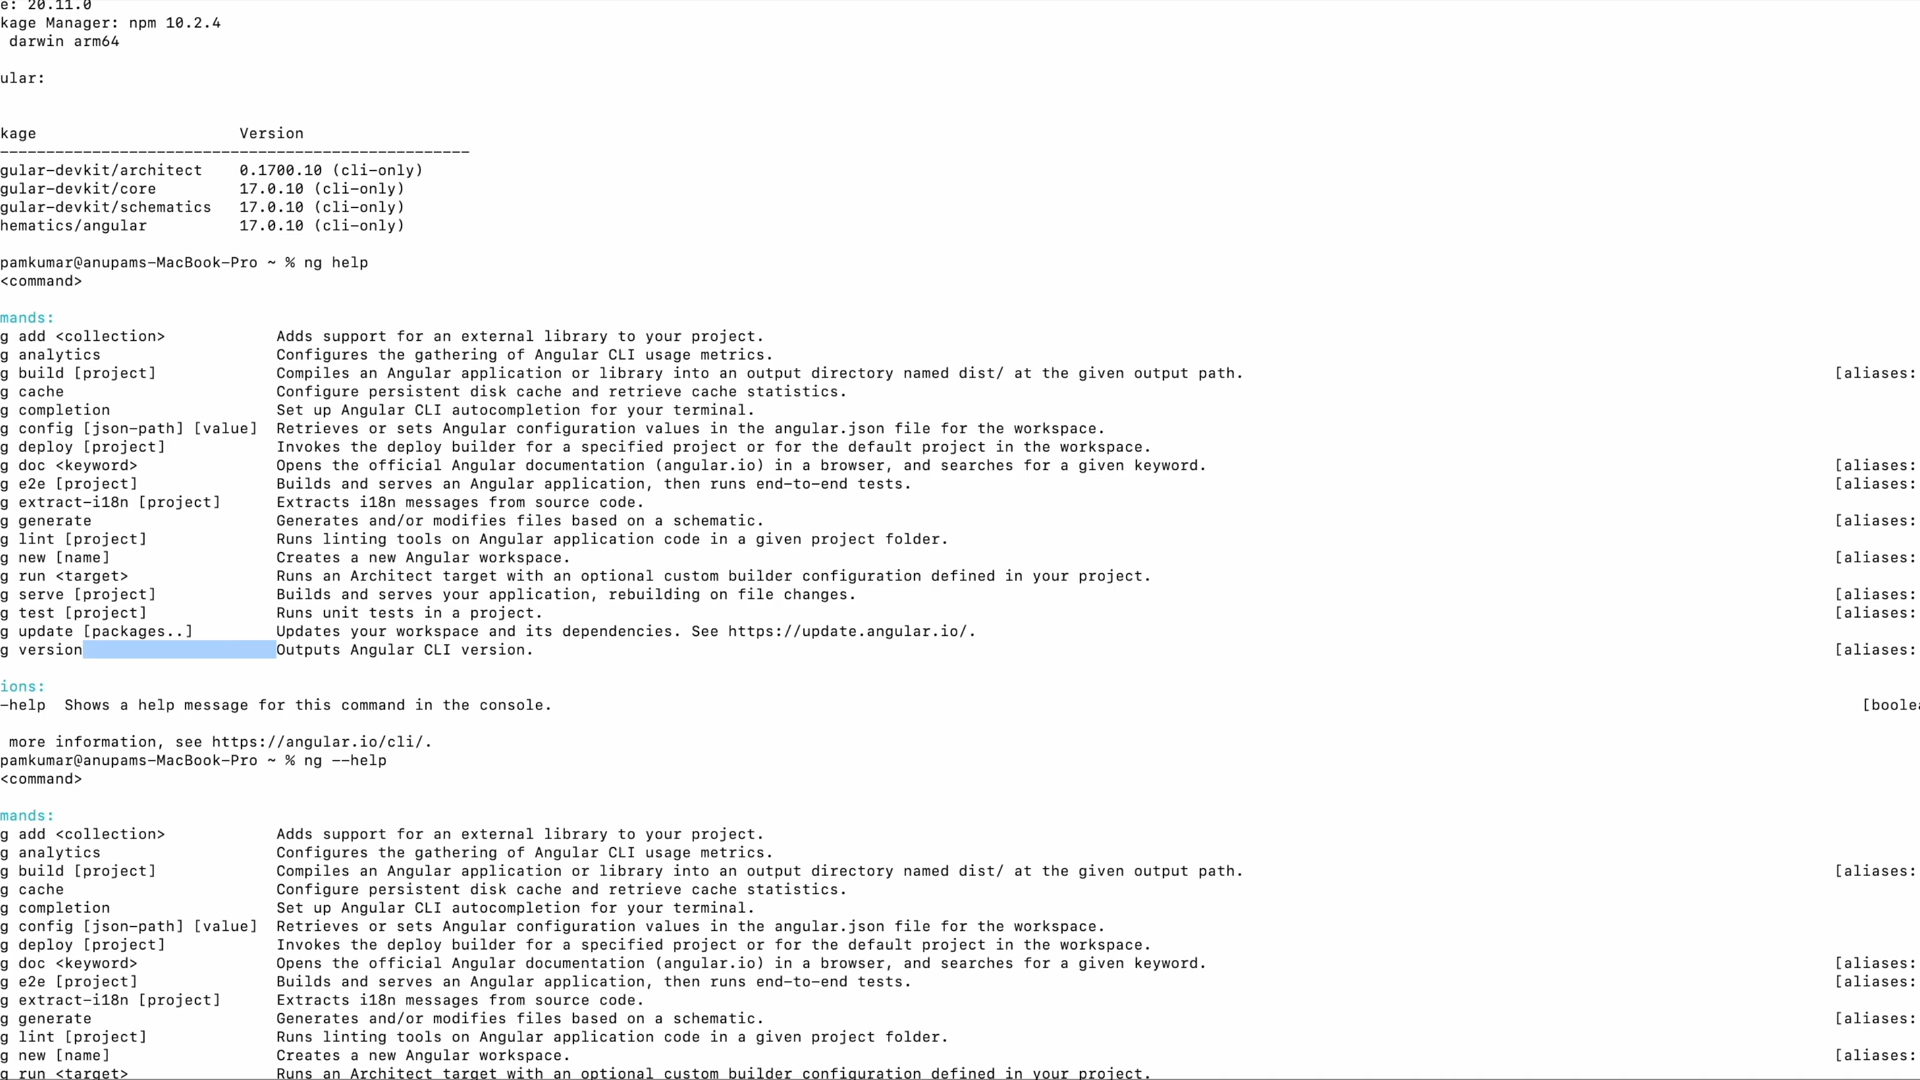 e: 20.11.0
kage Manager: npm 10.2.4
darwin arm64
ular:
kage Version
---------------------------------------------------
gular-devkit/architect 0.1700.10 (cli-only)
gular-devkit/core 17.0.10 (cli-only)
gular-devkit/schematics 17.0.10 (cli-only)
hematics/angular 17.0.10 (cli-only)
pamkumar@anupams-MacBook-Pro ~ % ng help
<command>
mands:
g add <collection> Adds support for an external library to your project.
g analytics Configures the gathering of Angular CLI usage metrics.
g build [project] Compiles an Angular application or library into an output directory named dist/ at the given output path. [aliases:
g cache Configure persistent disk cache and retrieve cache statistics.
g completion Set up Angular CLI autocompletion for your terminal.
g config [json-path] [value] Retrieves or sets Angular configuration values in the angular.json file for the workspace.
g deploy [project] Invokes the deploy builder for a specified project or for the default project in the workspace.
g doc <keyword> Opens the official Angular documentation (angular.io) in a browser, and searches for a given keyword. [aliases:
g e2e [project] Builds and serves an Angular application, then runs end-to-end tests. [aliases:
g extract-i18n [project] Extracts i18n messages from source code.
g generate Generates and/or modifies files based on a schematic. [aliases:
g lint [project] Runs linting tools on Angular application code in a given project folder.
g new [name] Creates a new Angular workspace. [aliases:
g run <target> Runs an Architect target with an optional custom builder configuration defined in your project.
g serve [project] Builds and serves your application, rebuilding on file changes. [aliases:
g test [project] Runs unit tests in a project. [aliases:
g update [packages..] Updates your workspace and its dependencies. See https://update.angular.io/.
g version Outputs Angular CLI version. [aliases:
ions:
-help Shows a help message for this command in the console. [boolea
more information, see https://angular.io/cli/.
pamkumar@anupams-MacBook-Pro ~ % ng --help
<command>
mands:
g add <collection> Adds support for an external library to your project.
g analytics Configures the gathering of Angular CLI usage metrics.
g build [project] Compiles an Angular application or library into an output directory named dist/ at the given output path. [aliases:
g cache Configure persistent disk cache and retrieve cache statistics.
g completion Set up Angular CLI autocompletion for your terminal.
g config [json-path] [value] Retrieves or sets Angular configuration values in the angular.json file for the workspace.
g deploy [project] Invokes the deploy builder for a specified project or for the default project in the workspace.
g doc <keyword> Opens the official Angular documentation (angular.io) in a browser, and searches for a given keyword. [aliases:
g e2e [project] Builds and serves an Angular application, then runs end-to-end tests. [aliases:
g extract-i18n [project] Extracts i18n messages from source code.
g generate Generates and/or modifies files based on a schematic. [aliases:
g lint [project] Runs linting tools on Angular application code in a given project folder.
g new [name] Creates a new Angular workspace. [aliases:
g run <target> Runs an Architect target with an optional custom builder configuration defined in your project.